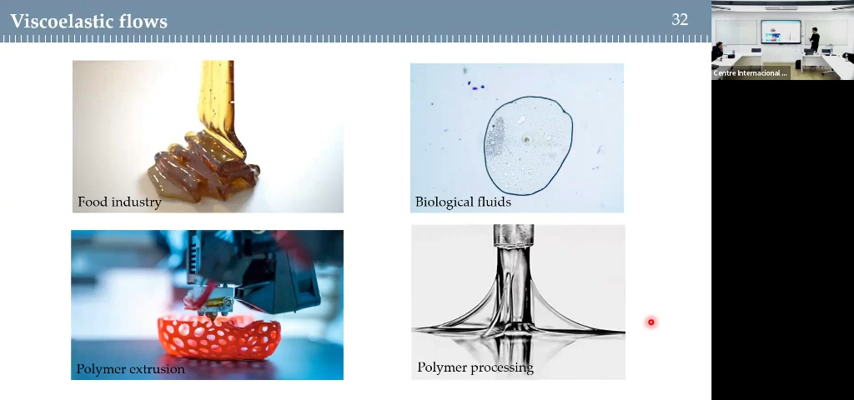 Viscoelastic flows
32
Centre Internacional ...
Food industry
Biological fluids
Polymer extrusion
Polymer processing